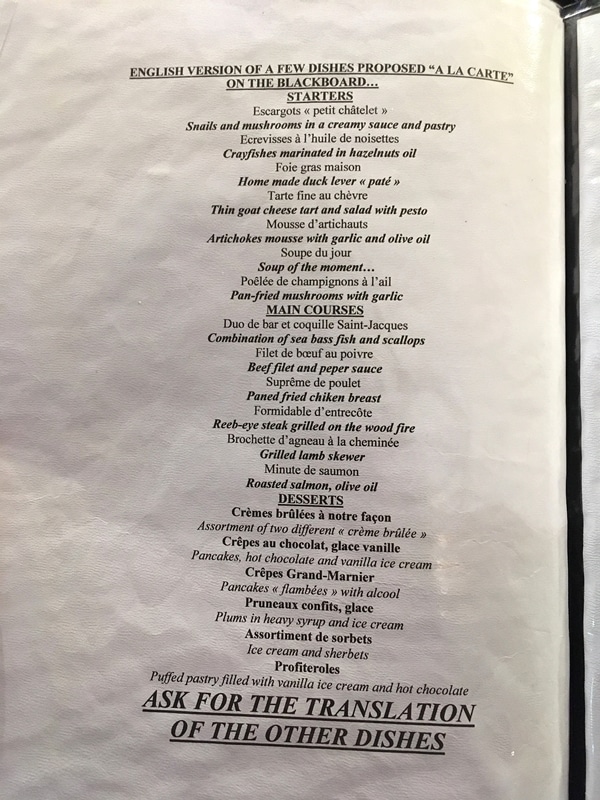 ENGLISH VERSION OF A FEW DISHES PROPOSED “A LA CARTE”
ON THE BLACKBOARD…
STARTERS
Escargots « petit châtelet »
Snails and mushrooms in a creamy sauce and pastry
Ecrevisses à l’huile de noisettes
Crayfishes marinated in hazelnuts oil
Foie gras maison
Home made duck lever « paté »
Tarte fine au chèvre
Thin goat cheese tart and salad with pesto
Mousse d’artichauts
Artichokes mousse with garlic and olive oil
Soupe du jour
Soup of the moment…
Poêlée de champignons à l’ail
Pan-fried mushrooms with garlic
MAIN COURSES
Duo de bar et coquille Saint-Jacques
Combination of sea bass fish and scallops
Filet de bœuf au poivre
Beef filet and peper sauce
Suprême de poulet
Paned fried chiken breast
Formidable d’entrecôte
Reeb-eye steak grilled on the wood fire
Brochette d’agneau à la cheminée
Grilled lamb skewer
Minute de saumon
Roasted salmon, olive oil
DESSERTS
Crèmes brûlées à notre façon
Assortment of two different « crème brûlée »
Crêpes au chocolat, glace vanille
Pancakes, hot chocolate and vanilla ice cream
Crêpes Grand-Marnier
Pancakes « flambées » with alcool
Pruneaux confits, glace
Plums in heavy syrup and ice cream
Assortiment de sorbets
Ice cream and sherbets
Profiteroles
Puffed pastry filled with vanilla ice cream and hot chocolate
ASK FOR THE TRANSLATION
OF THE OTHER DISHES